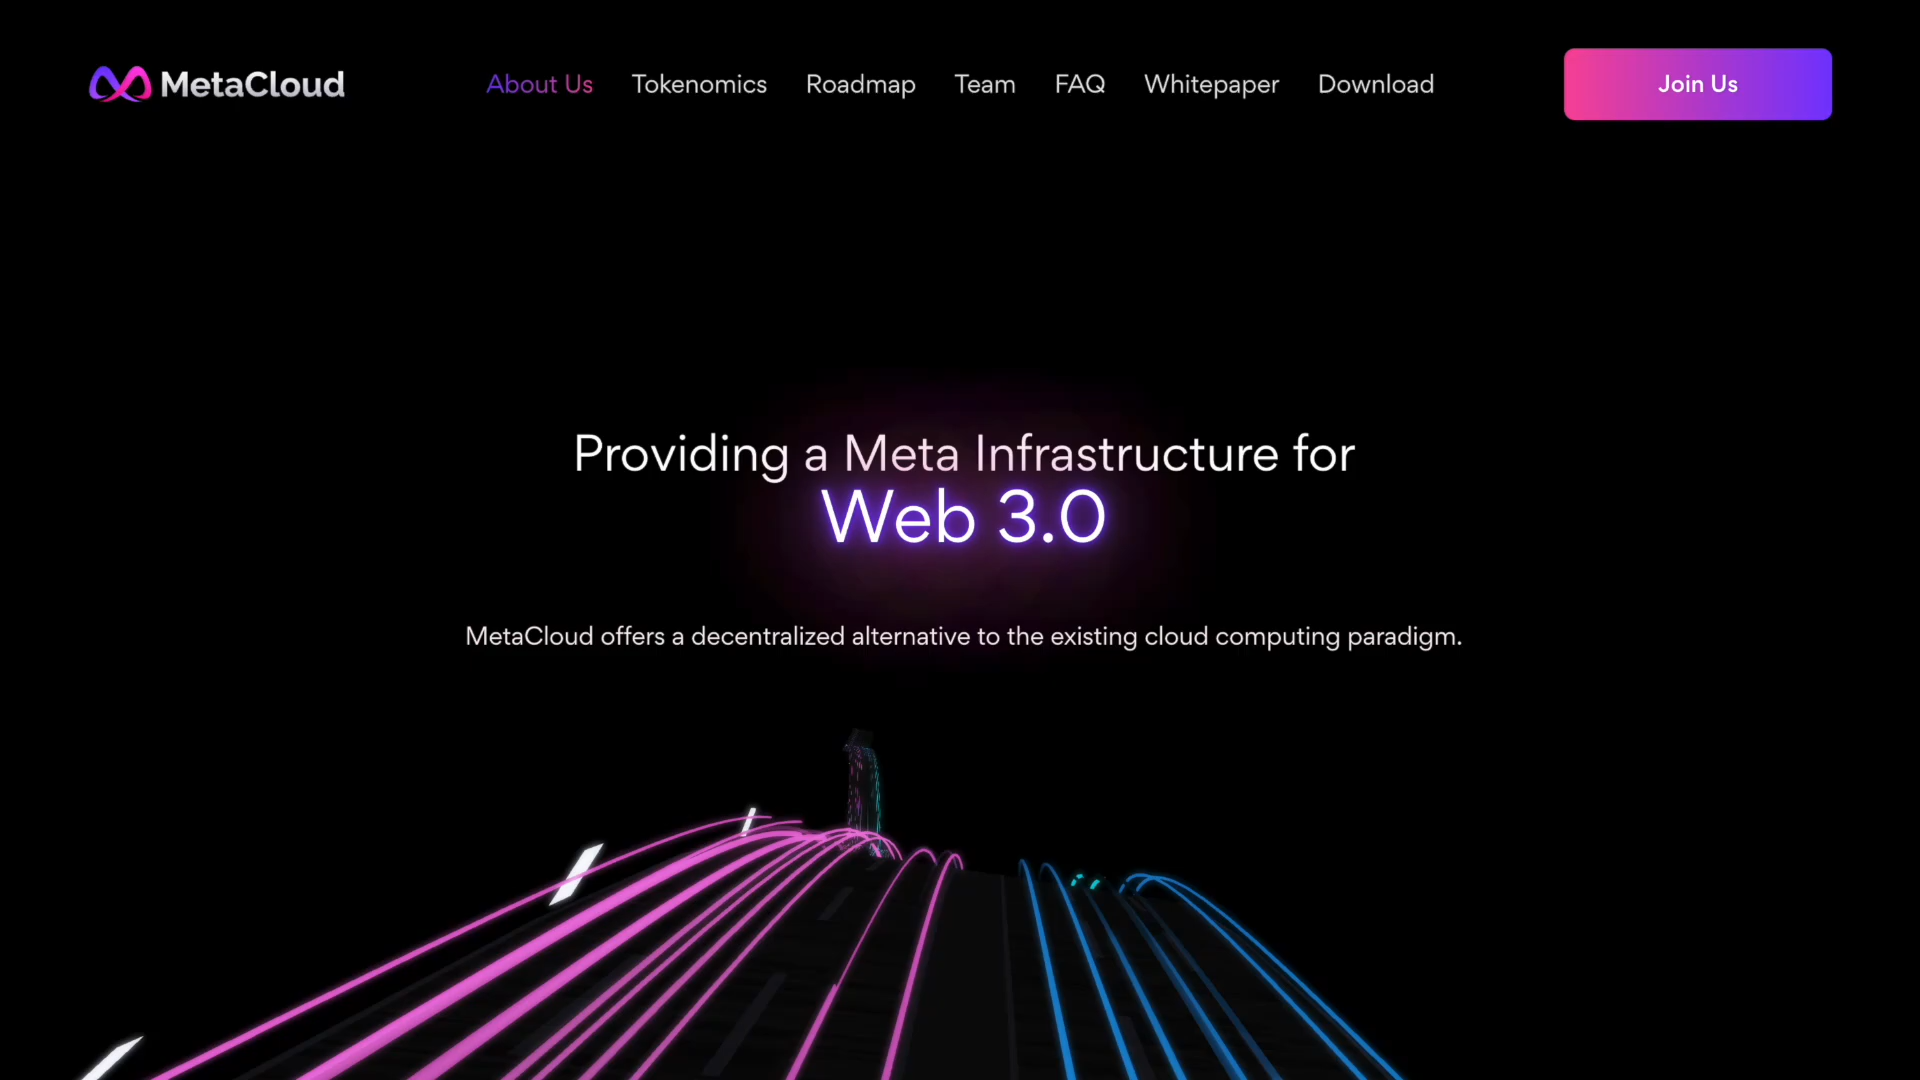 MetaCloud
About Us Tokenomics Roadmap Team FAQ Whitepaper Download
Join Us
Providing a Meta Infrastructure for
Web 3.0
MetaCloud offers a decentralized alternative to the existing cloud computing paradigm.